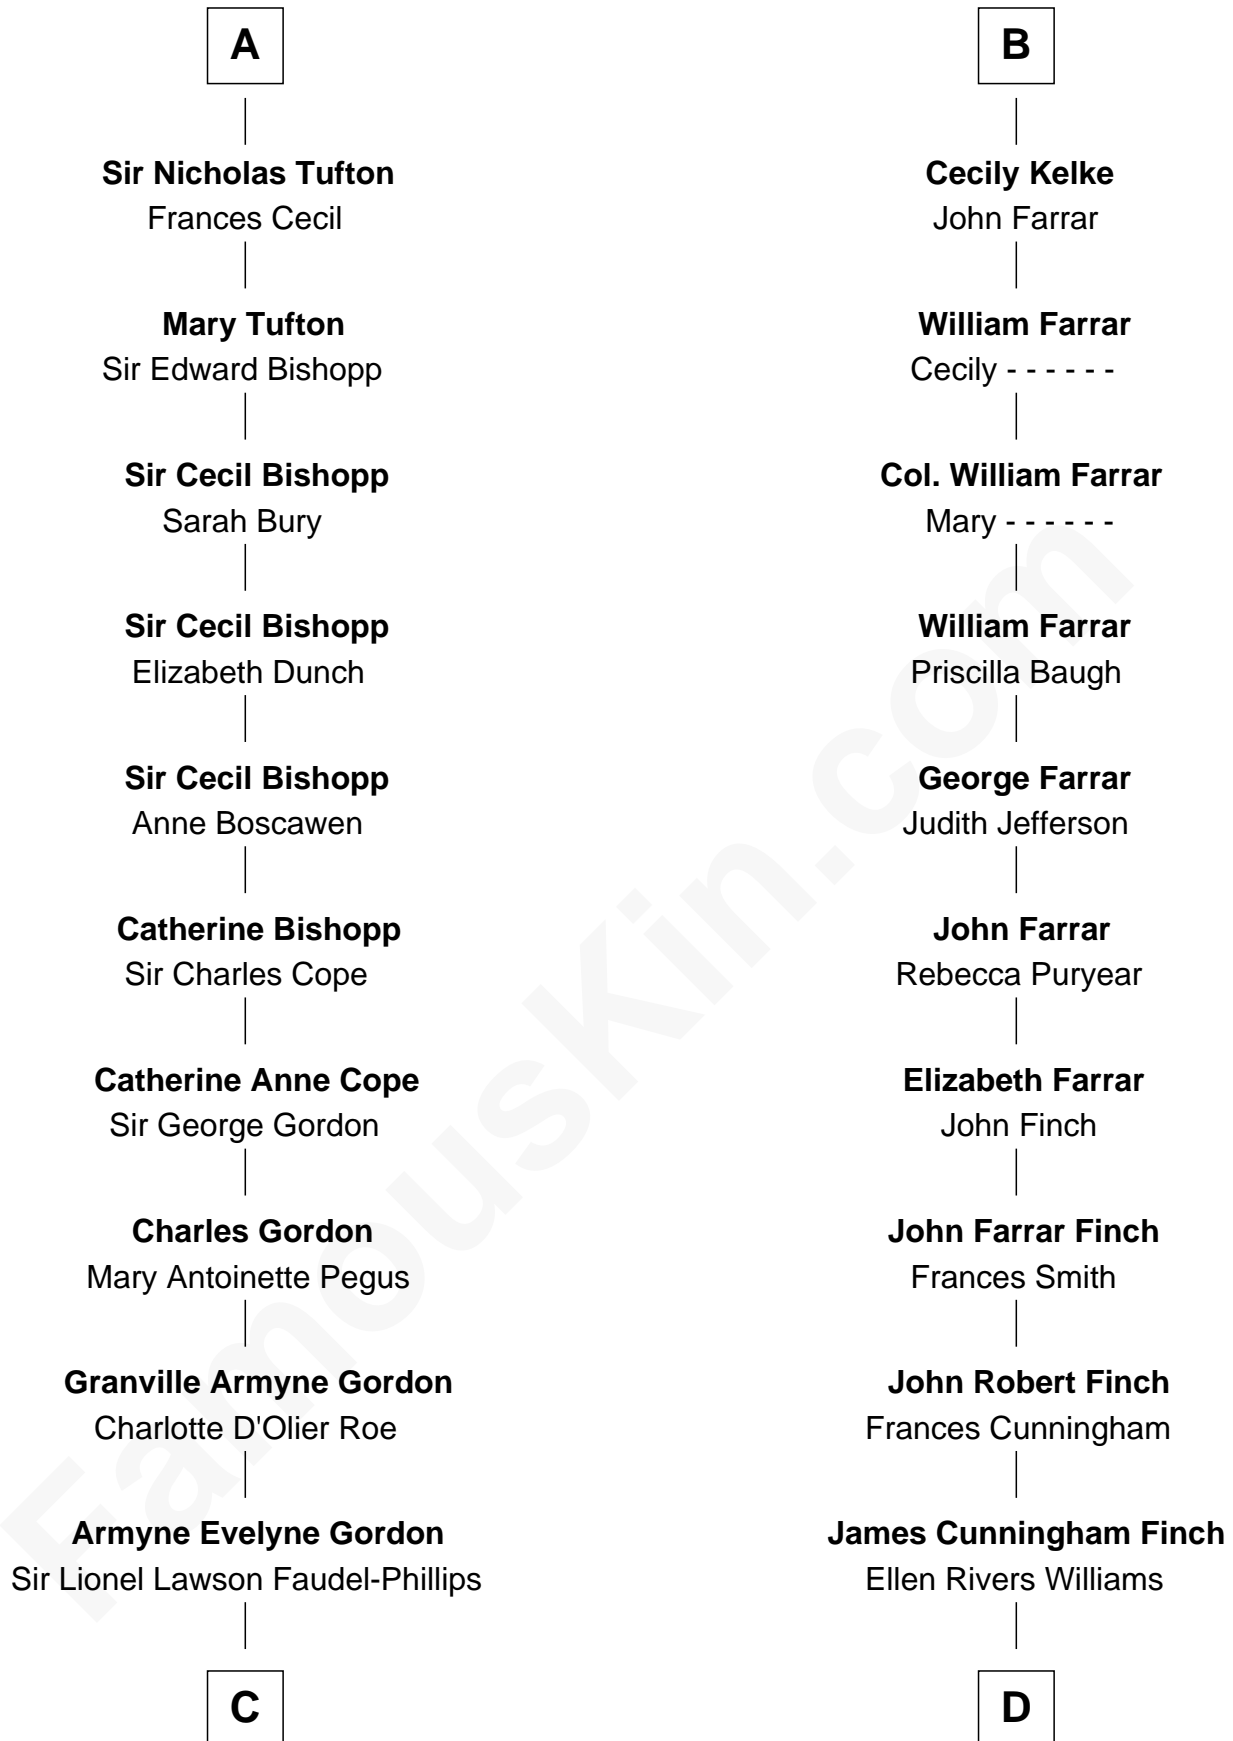 A
Sir Nicholas Tufton
Frances Cecil
Mary Tufton
Sir Edward Bishopp
Sir Cecil Bishopp
Sarah Bury
Sir Cecil Bishopp
Elizabeth Dunch
Sir Cecil Bishopp
Anne Boscawen
Catherine Bishopp
Sir Charles Cope
Catherine Anne Cope
Sir George Gordon
Charles Gordon
Mary Antoinette Pegus
Granville Armyne Gordon
Charlotte D'Olier Roe
Armyne Evelyne Gordon
Sir Lionel Lawson Faudel-Phillips
C
B
Cecily Kelke
John Farrar
William Farrar
Cecily - - - - - -
Col. William Farrar
Mary - - - - - -
William Farrar
Priscilla Baugh
George Farrar
Judith Jefferson
John Farrar
Rebecca Puryear
Elizabeth Farrar
John Finch
John Farrar Finch
Frances Smith
John Robert Finch
Frances Cunningham
James Cunningham Finch
Ellen Rivers Williams
D
FamousKin.com